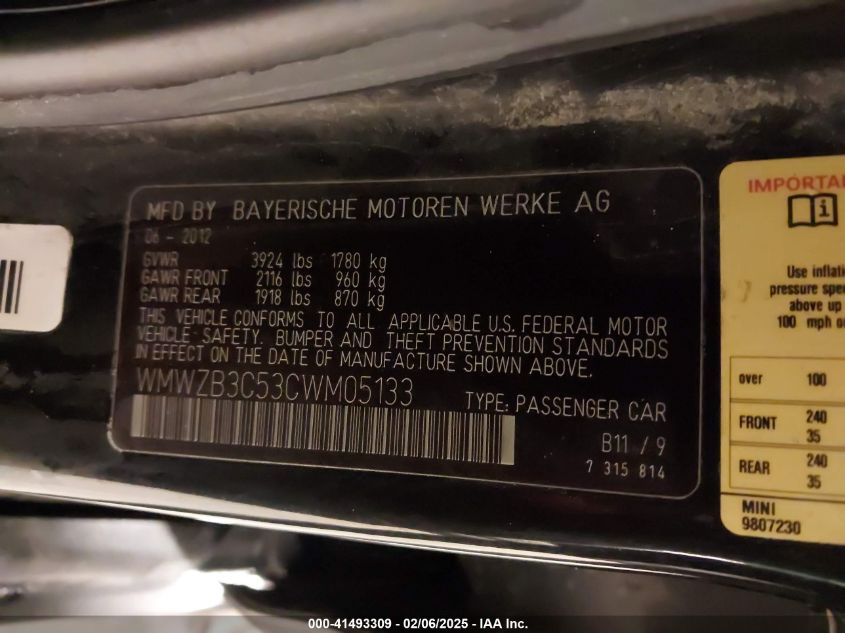 MFD BY BAYERISCHE MOTOREN WERKE AG
06 - 2012
GVWR 3924 lbs 1780 kg
GAWR FRONT 2116 lbs 960 kg
GAWR REAR 1918 lbs 870 kg
THIS VEHICLE CONFORMS TO ALL APPLICABLE U.S. FEDERAL MOTOR
VEHICLE SAFETY, BUMPER AND THEFT PREVENTION STANDARDS
IN EFFECT ON THE DATE OF MANUFACTURE SHOWN ABOVE.
WMWZB3C53CWM05133
TYPE: PASSENGER CAR
B11 / 9
7 315 814
IMPORTA
i
Use inflat
pressure spe
above up
100 mph o
over 100
FRONT 240
35
REAR 240
35
MINI
9807230
000-41493309 - 02/06/2025 - IAA Inc.